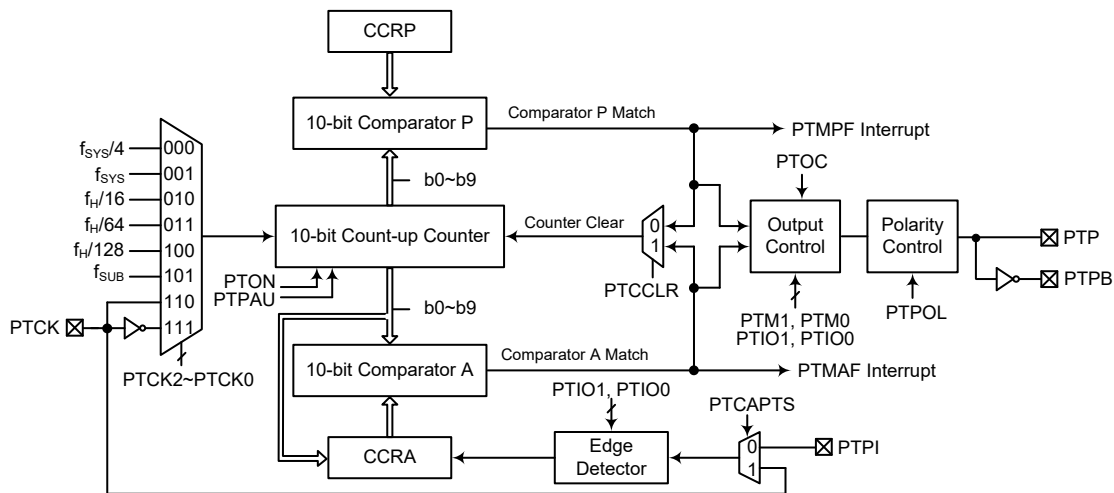 CCRP
10-bit Comparator P
Comparator P Match
PTMPF Interrupt
fSYS/4
000
fSYS
001
fH/16
010
fH/64
011
fH/128
100
fSUB
101
110
111
b0~b9
PTOC
10-bit Count-up Counter
Counter Clear
0
1
Output
Control
Polarity
Control
PTP
PTPB
PTON
PTPAU
PTCCLR
PTPOL
PTCK
b0~b9
PTM1, PTM0
PTIO1, PTIO0
PTCK2~PTCK0
10-bit Comparator A
Comparator A Match
PTMAF Interrupt
PTIO1, PTIO0
PTCAPTS
CCRA
Edge
Detector
0
1
PTPI